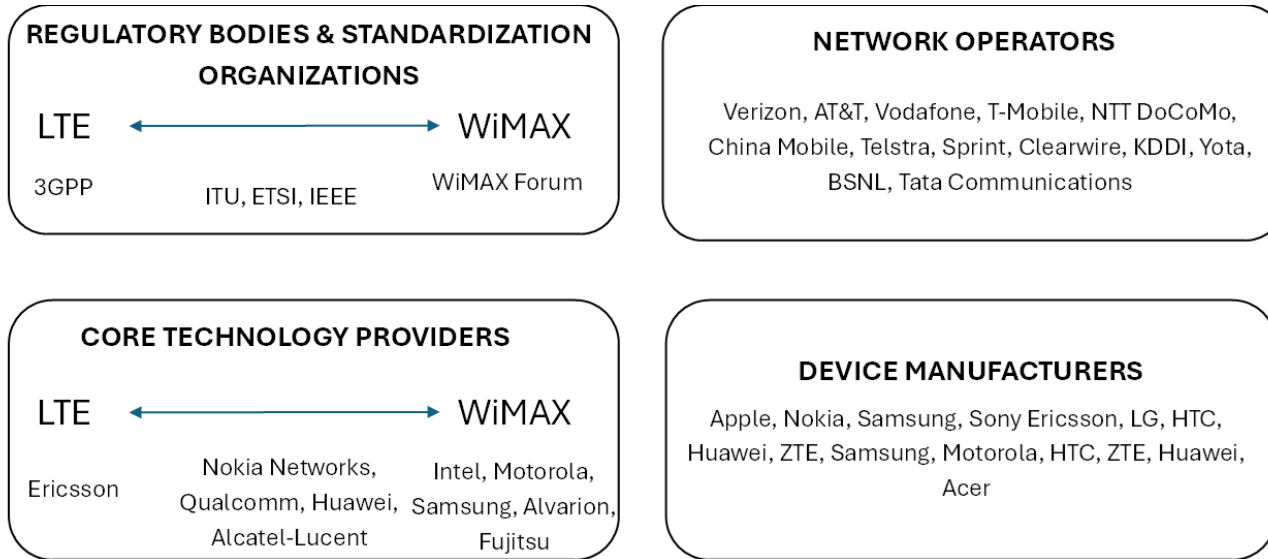 REGULATORY BODIES & STANDARDIZATION
ORGANIZATIONS
LTE
WiMAX
3GPP
ITU, ETSI, IEEE
WiMAX Forum
NETWORK OPERATORS
Verizon, AT&T, Vodafone, T-Mobile, NTT DoCoMo,
China Mobile, Telstra, Sprint, Clearwire, KDDI, Yota,
BSNL, Tata Communications
CORE TECHNOLOGY PROVIDERS
LTE
WiMAX
Ericsson
Nokia Networks,
Qualcomm, Huawei,
Alcatel-Lucent
Intel, Motorola,
Samsung, Alvarion,
Fujitsu
DEVICE MANUFACTURERS
Apple, Nokia, Samsung, Sony Ericsson, LG, HTC,
Huawei, ZTE, Samsung, Motorola, HTC, ZTE, Huawei,
Acer